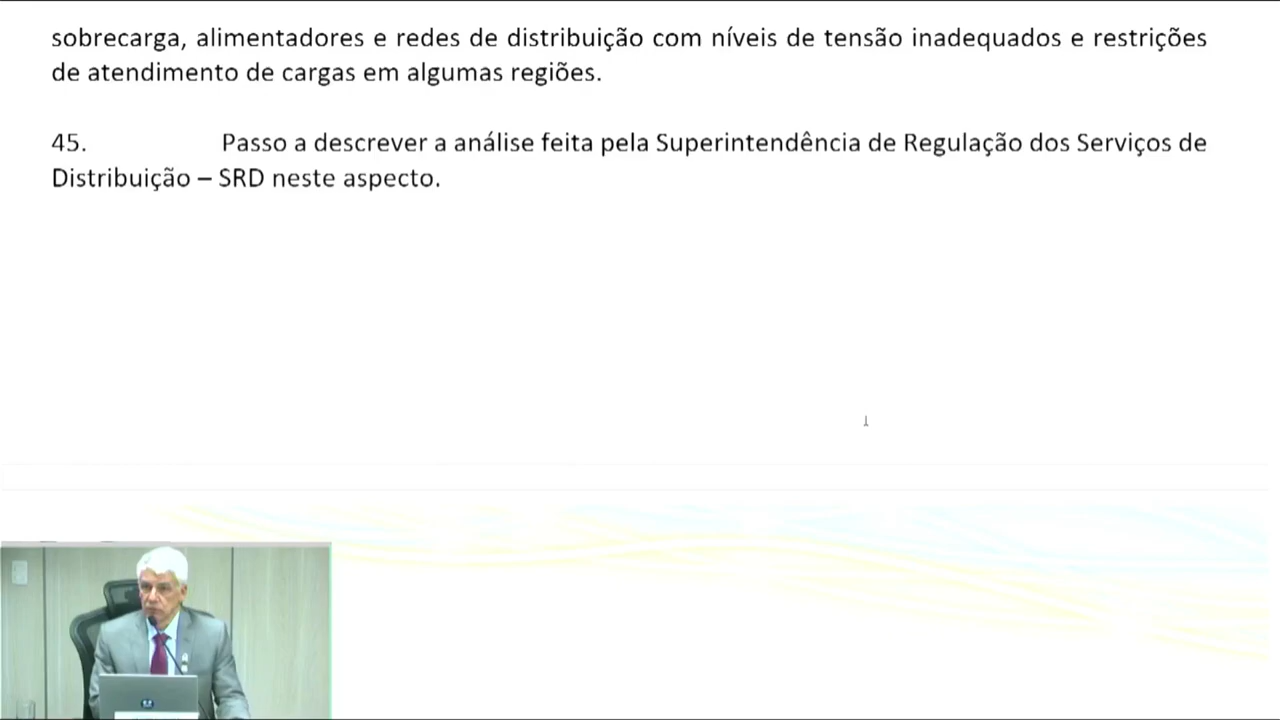 sobrecarga, alimentadores e redes de distribuição com níveis de tensão inadequados e restrições
de atendimento de cargas em algumas regiões.
45. Passo a descrever a análise feita pela Superintendência de Regulação dos Serviços de
Distribuição – SRD neste aspecto.